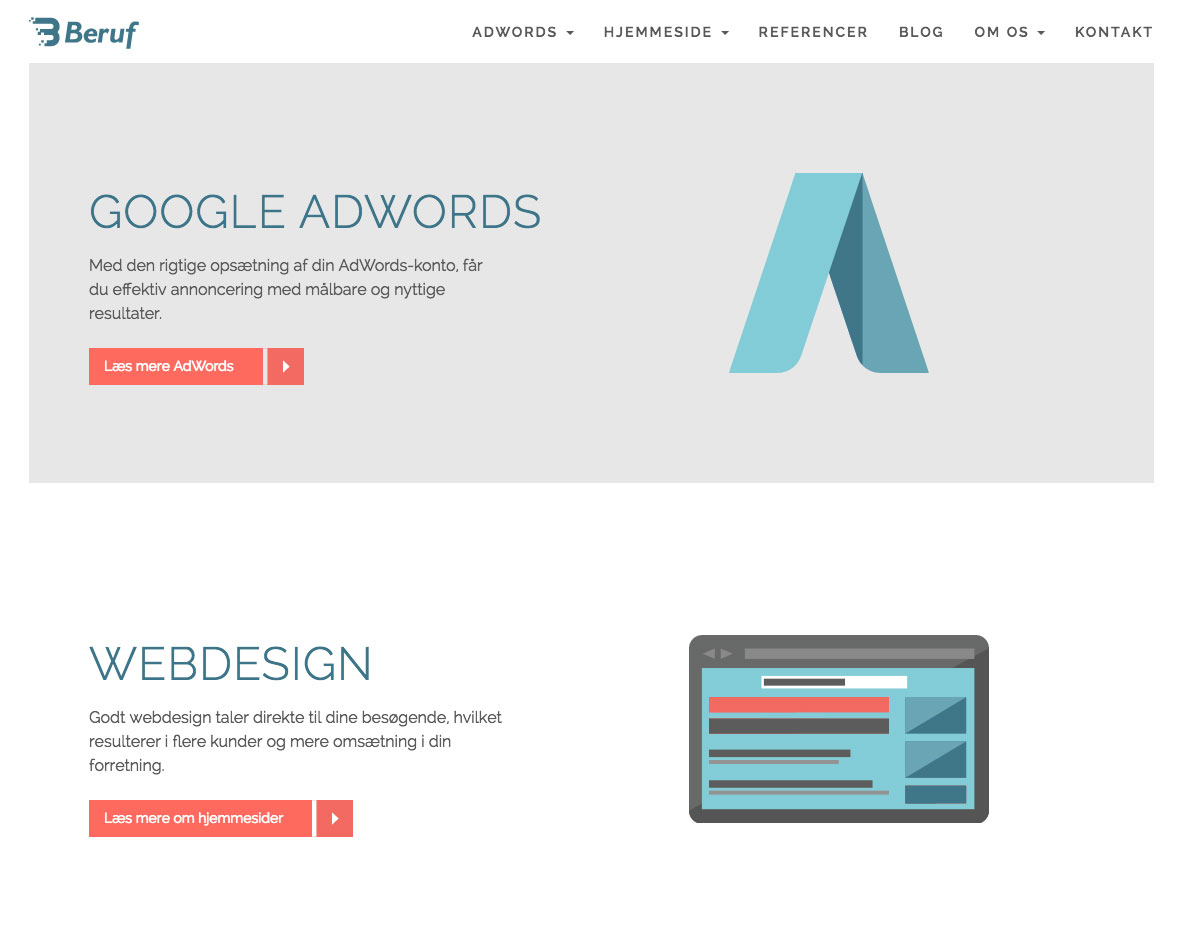 Beruf
ADWORDS HJEMMESIDE REFERENCER BLOG OM OS KONTAKT
GOOGLE ADWORDS
Med den rigtige opsætning af din AdWords-konto, får
du effektiv annoncering med målbare og nyttige
resultater.
Læs mere AdWords
WEBDESIGN
Godt webdesign taler direkte til dine besøgende, hvilket
resulterer i flere kunder og mere omsætning i din
forretning.
Læs mere om hjemmesider